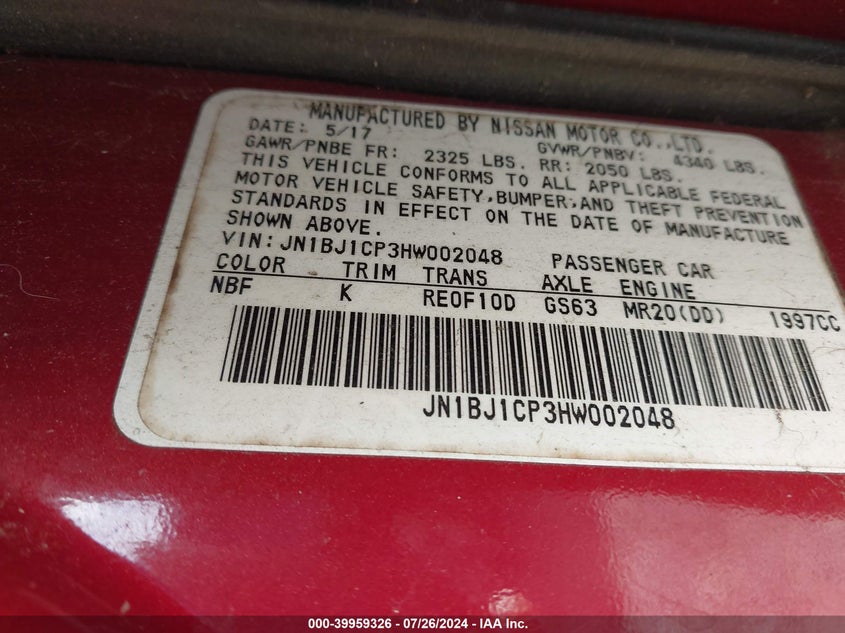 MANUFACTURED BY NISSAN MOTOR CO.,LTD.
DATE: 5/17 GVWR/PNBV: 4340 LBS.
GAWR/PNBE FR: 2325 LBS. RR: 2050 LBS.
THIS VEHICLE CONFORMS TO ALL APPLICABLE FEDERAL
MOTOR VEHICLE SAFETY,BUMPER,AND THEFT PREVENTION
STANDARDS IN EFFECT ON THE DATE OF MANUFACTURE
SHOWN ABOVE.
VIN:JN1BJ1CP3HW002048 PASSENGER CAR
COLOR TRIM TRANS AXLE ENGINE
NBF K RE0F10D GS63 MR20(DD) 1997CC
JN1BJ1CP3HW002048
000-39959326 - 07/26/2024 - IAA Inc.